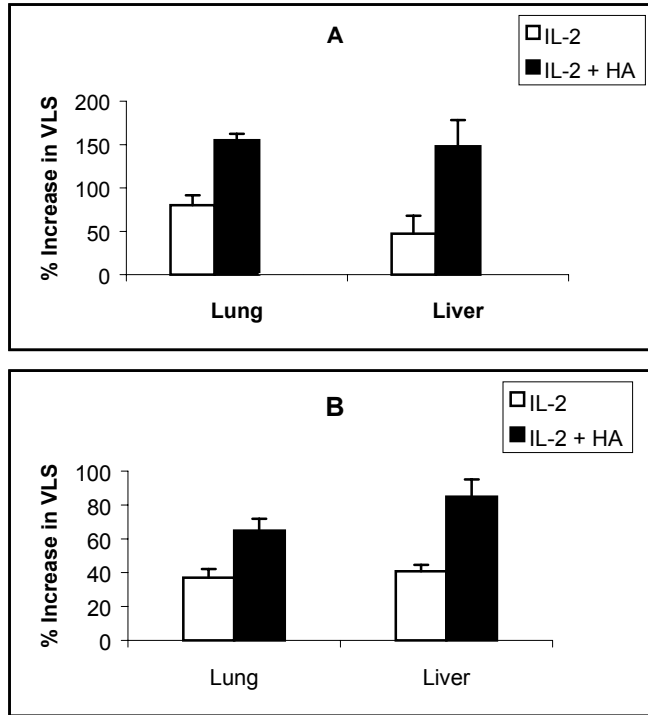 A
IL-2
IL-2 + HA
% Increase in VLS
200
150
100
50
0
Lung Liver
B
IL-2
IL-2 + HA
% Increase in VLS
100
80
60
40
20
0
Lung Liver